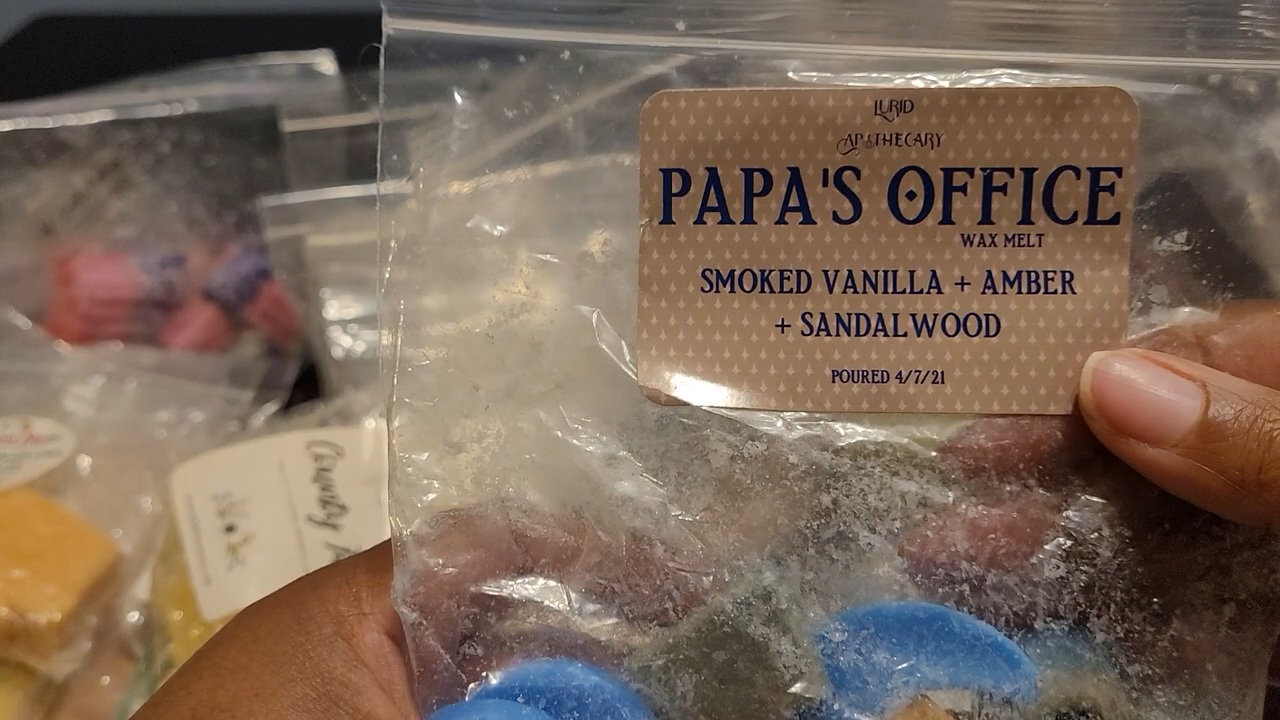 LURID
APOTHECARY
PAPA'S OFFICE
WAX MELT
SMOKED VANILLA + AMBER
+ SANDALWOOD
POURED 4/7/21